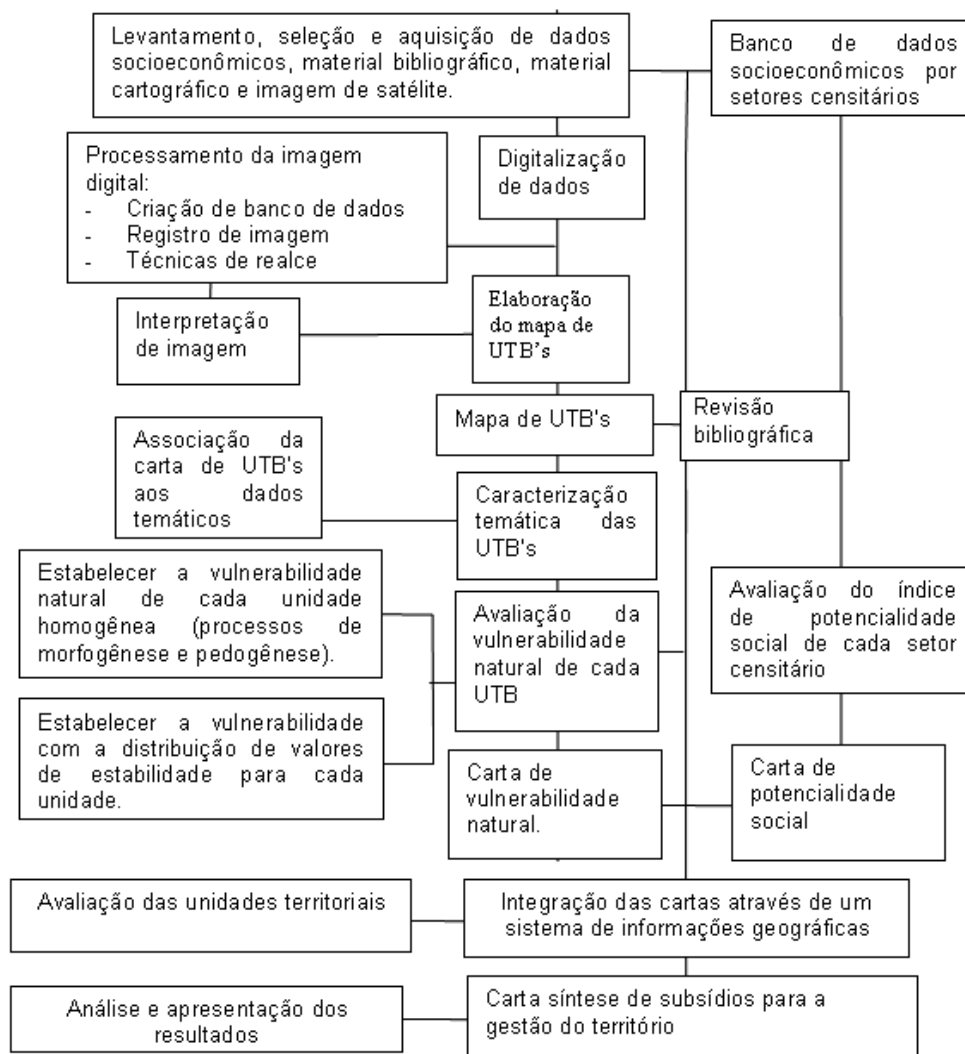 Levantamento, seleção e aquisição de dados
socioeconômicos, material bibliográfico, material
cartográfico e imagem de satélite.
Banco de dados
socioeconômicos por
setores censitários
Processamento da imagem
digital:
- Criação de banco de dados
- Registro de imagem
- Técnicas de realce
Digitalização
de dados
Interpretação
de imagem
Elaboração
do mapa de
UTB's
Mapa de UTB's
Revisão
bibliográfica
Associação da
carta de UTB's
aos dados
temáticos
Caracterização
temática das
UTB's
Estabelecer a vulnerabilidade
natural de cada unidade
homogênea (processos de
morfogênese e pedogênese).
Avaliação da
vulnerabilidade
natural de cada
UTB
Avaliação do índice
de potencialidade
social de cada setor
censitário
Estabelecer a vulnerabilidade
com a distribuição de valores
de estabilidade para cada
unidade.
Carta de
vulnerabilidade
natural.
Carta de
potencialidade
social
Avaliação das unidades territoriais
Integração das cartas através de um
sistema de informações geográficas
Análise e apresentação dos
resultados
Carta síntese de subsídios para a
gestão do território